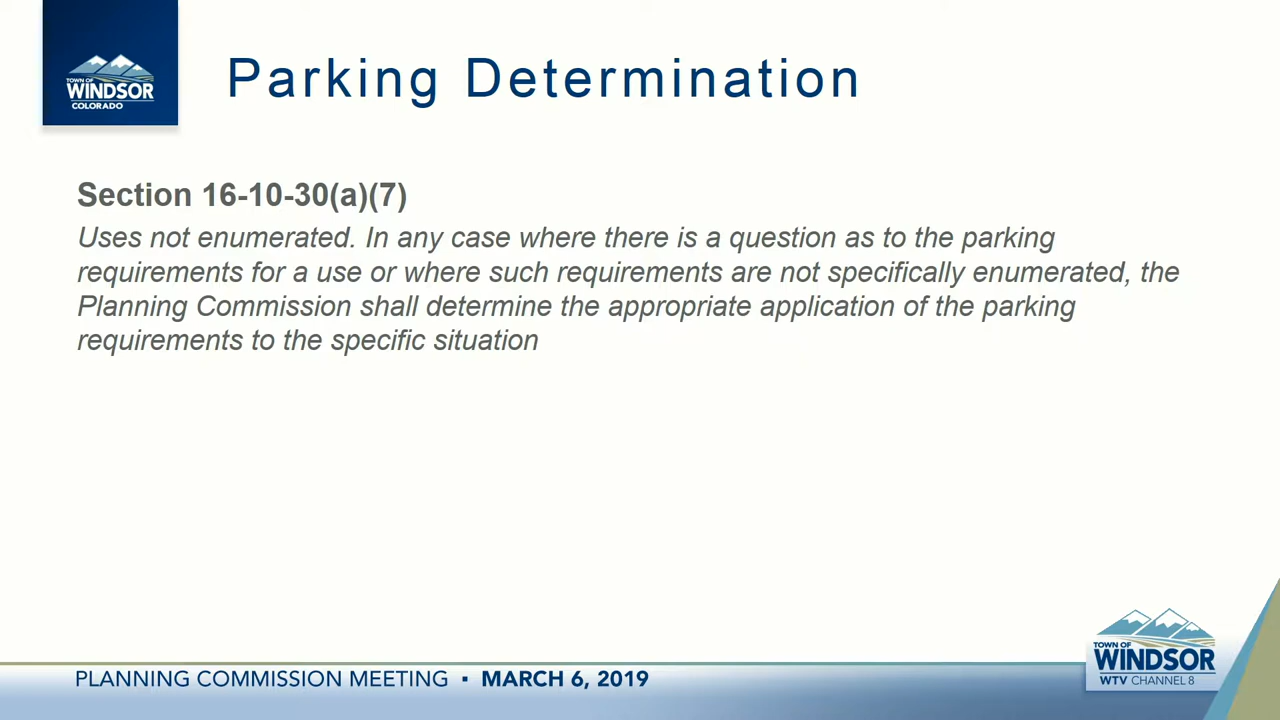 TOWN OF
WINDSOR
COLORADO
Parking Determination
Section 16-10-30(a)(7)
Uses not enumerated. In any case where there is a question as to the parking
requirements for a use or where such requirements are not specifically enumerated, the
Planning Commission shall determine the appropriate application of the parking
requirements to the specific situation
PLANNING COMMISSION MEETING ▪ MARCH 6, 2019
TOWN OF
WINDSOR
WTV CHANNEL 8